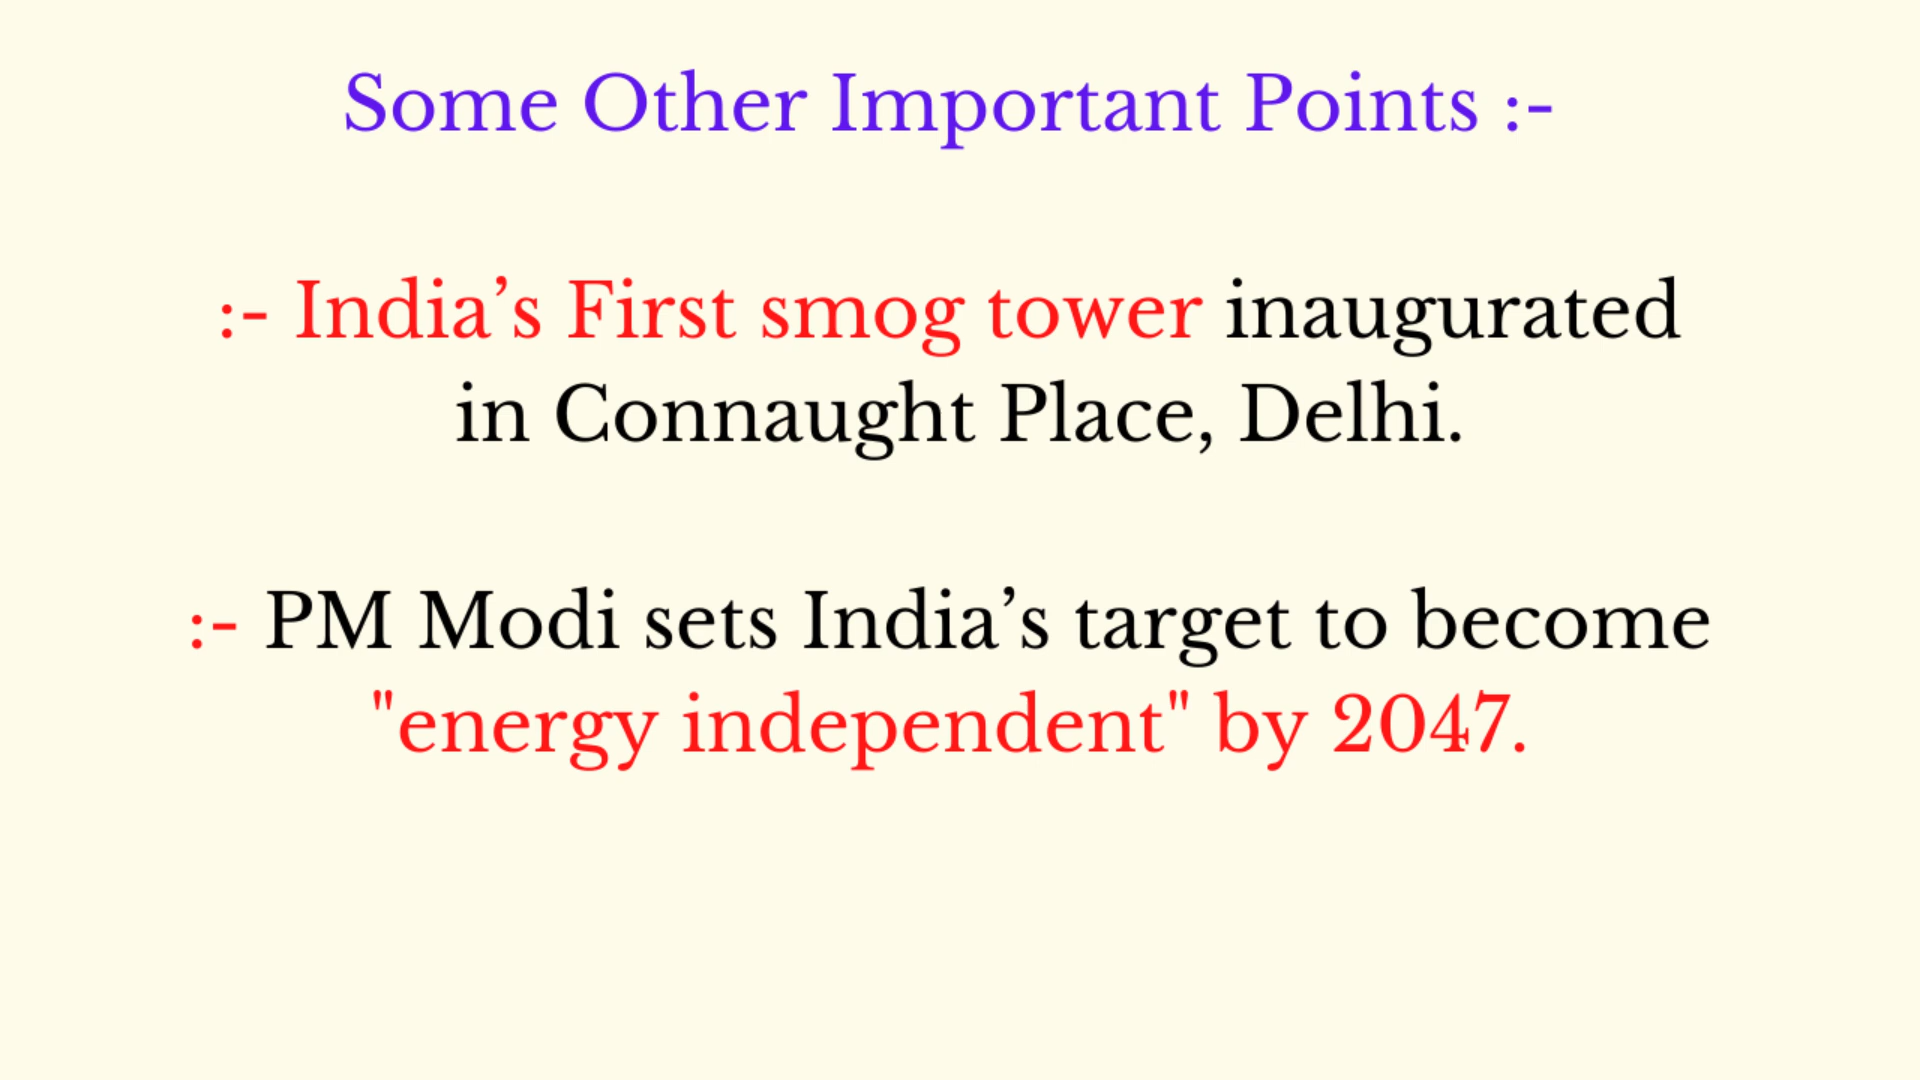 Some Other Important Points :-
:- India’s First smog tower inaugurated
in Connaught Place, Delhi.
:- PM Modi sets India’s target to become
"energy independent" by 2047.